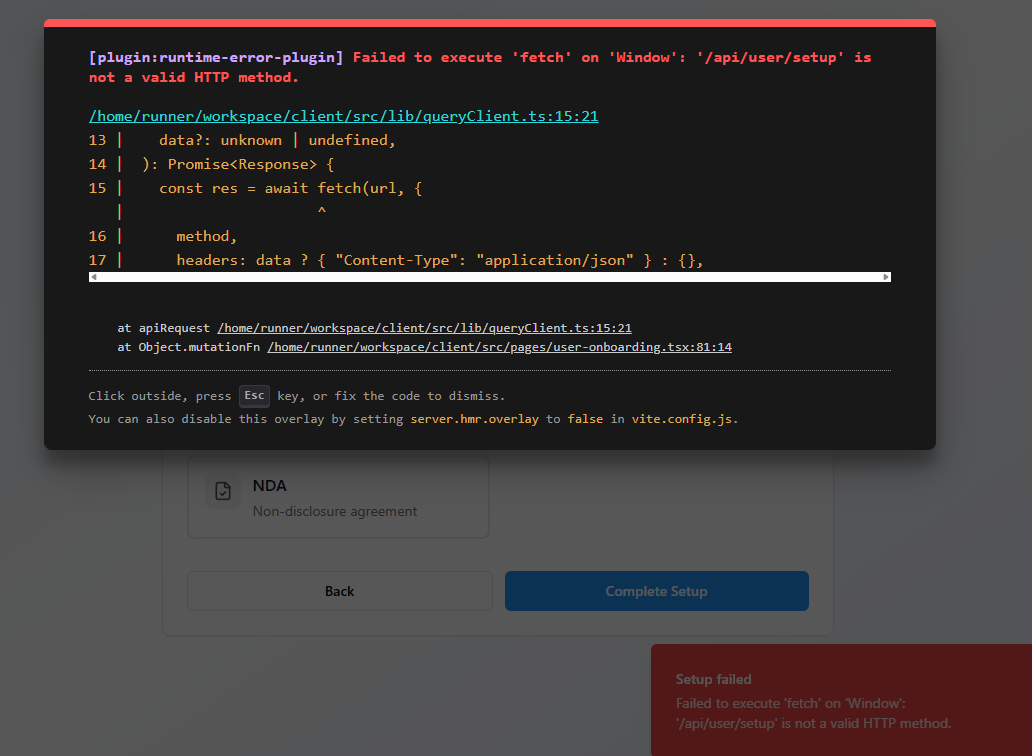 [plugin:runtime-error-plugin] Failed to execute 'fetch' on 'Window': '/api/user/setup' is
not a valid HTTP method.
/home/runner/workspace/client/src/lib/queryClient.ts:15:21
13 |    data?: unknown | undefined,
14 |  ): Promise<Response> {
15 |    const res = await fetch(url, {
   |                      ^
16 |      method,
17 |      headers: data ? { "Content-Type": "application/json" } : {},
at apiRequest /home/runner/workspace/client/src/lib/queryClient.ts:15:21
at Object.mutationFn /home/runner/workspace/client/src/pages/user-onboarding.tsx:81:14
Click outside, press Esc key, or fix the code to dismiss.
You can also disable this overlay by setting server.hmr.overlay to false in vite.config.js.
NDA
Non-disclosure agreement
Back
Complete Setup
Setup failed
Failed to execute 'fetch' on 'Window':
'/api/user/setup' is not a valid HTTP method.